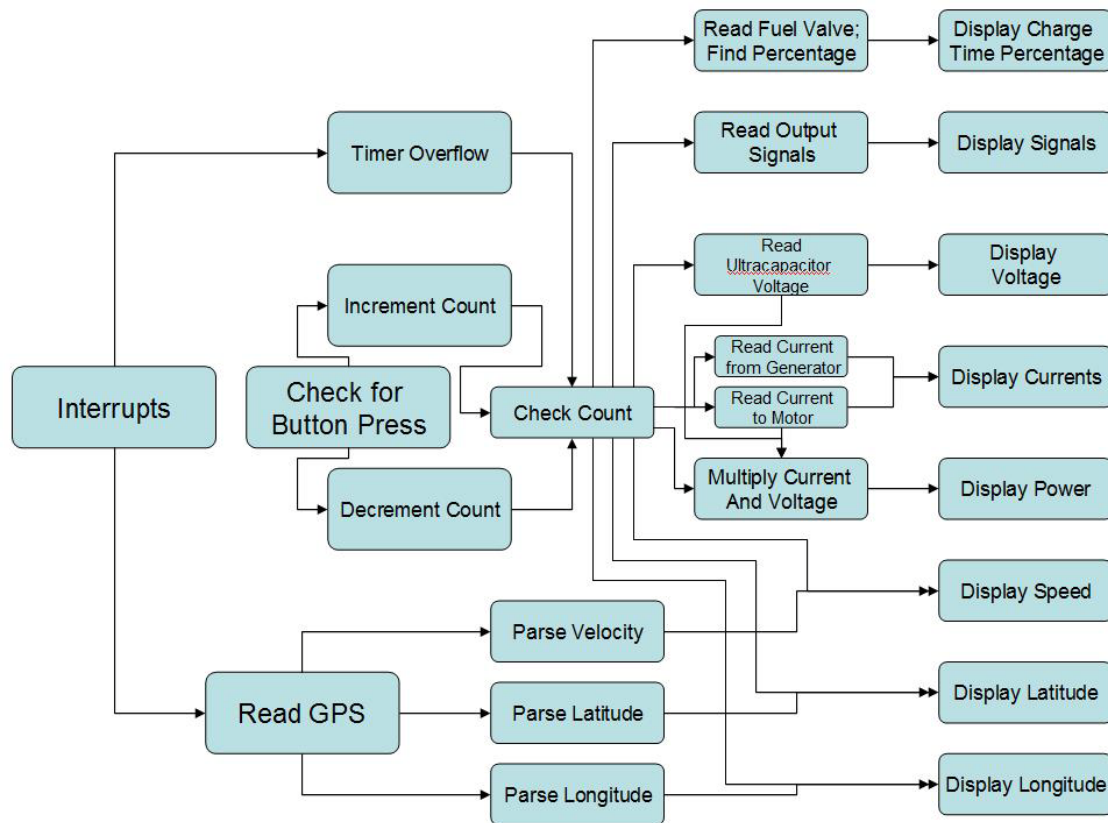 Read Fuel Valve;
Find Percentage
Display Charge
Time Percentage
Timer Overflow
Read Output
Signals
Display Signals
Read
Ultracapacitor
Voltage
Display
Voltage
Increment Count
Read Current
from Generator
Display Currents
Interrupts
Check for
Button Press
Check Count
Read Current
to Motor
Decrement Count
Multiply Current
And Voltage
Display Power
Display Speed
Parse Velocity
Read GPS
Parse Latitude
Display Latitude
Parse Longitude
Display Longitude